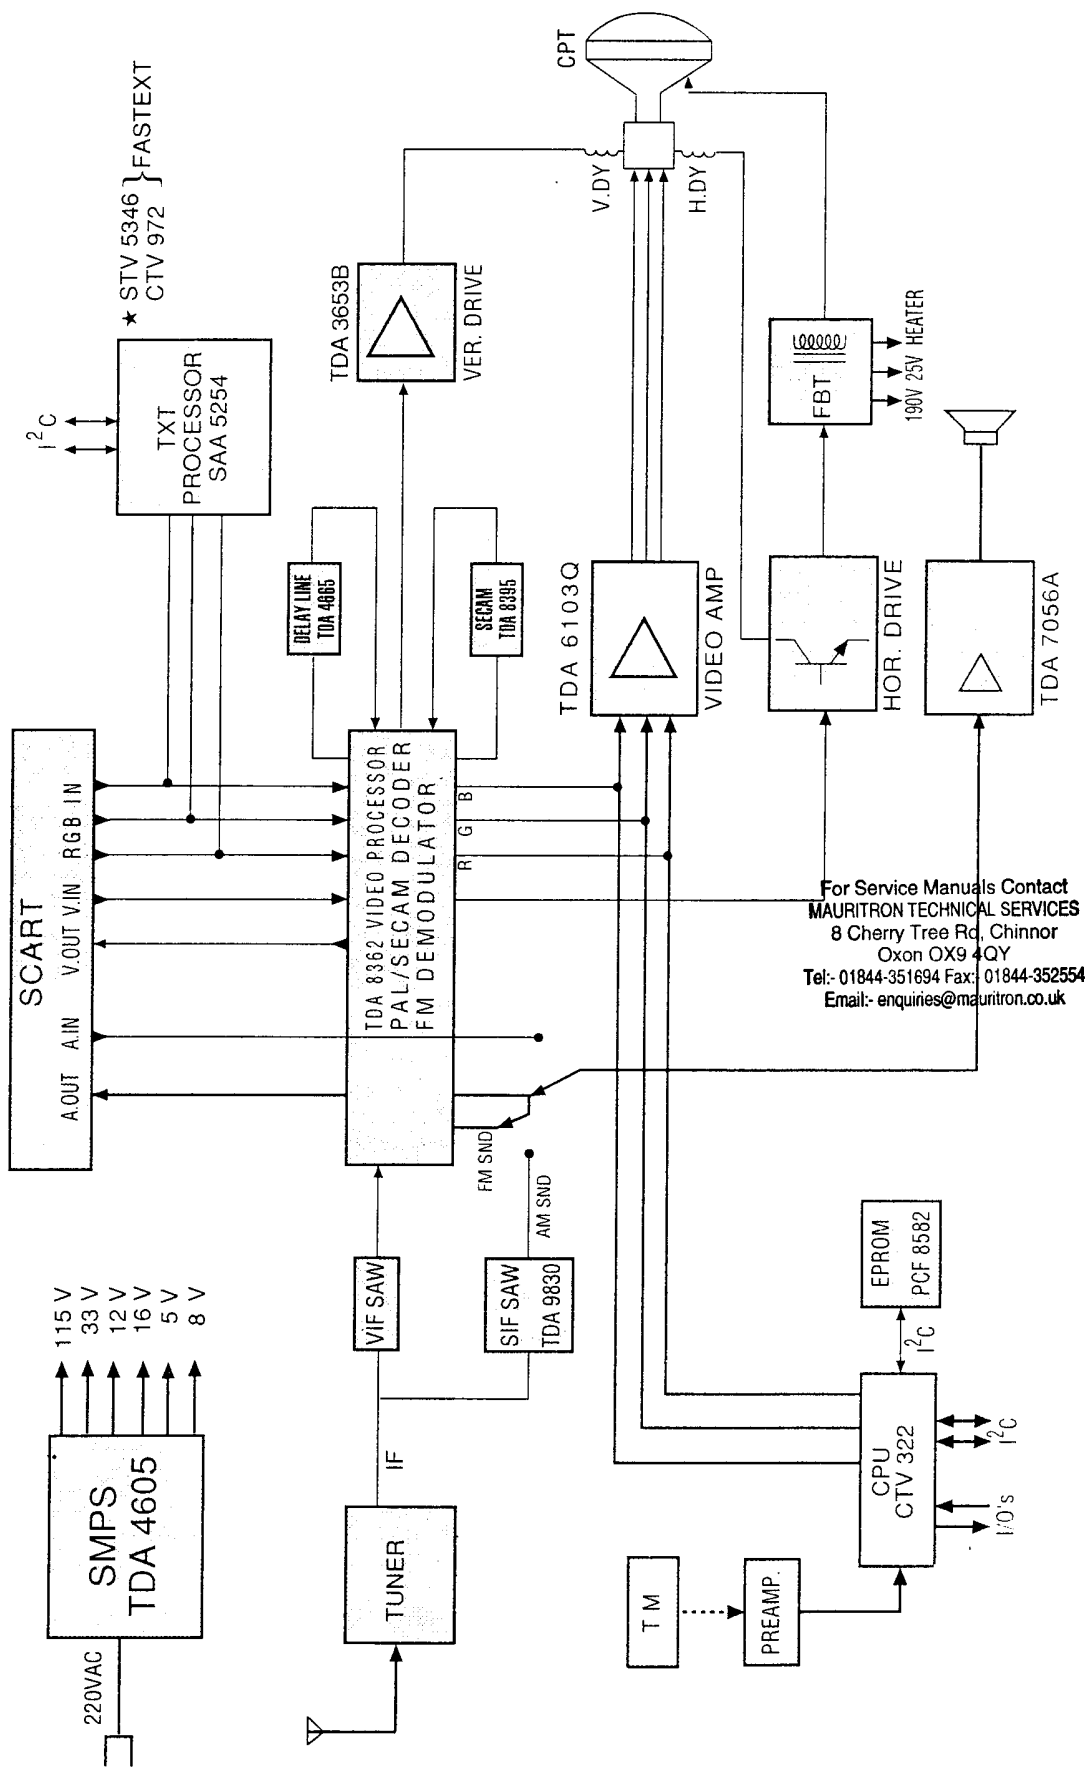 SMPS
TDA 4605
220VAC
115 V
33 V
12 V
16 V
5 V
8 V
SCART
A.OUT A.IN V.OUT V.IN RGB IN
I²C
TXT
PROCESSOR
SAA 5254
★ STV 5346
CTV 972
}FASTEXT
TUNER
IF
VIF SAW
SIF SAW
TDA 9830
AM SND
FM SND
TDA 8362 VIDEO PROCESSOR
PAL/SECAM DECODER
FM DEMODULATOR
R G B
DELAY LINE
TDA 4665
SECAM
TDA 8395
TDA 3653B
VER. DRIVE
TDA 6103Q
VIDEO AMP
V.DY
H.DY
CPT
HOR. DRIVE
FBT
190V 25V HEATER
TDA 7056A
T M
PREAMP.
CPU
CTV 322
I/O's
I²C
I²C
EPROM
PCF 8582
For Service Manuals Contact
MAURITRON TECHNICAL SERVICES
8 Cherry Tree Rd, Chinnor
Oxon OX9 4QY
Tel:- 01844-351694 Fax:- 01844-352554
Email:- enquiries@mauritron.co.uk